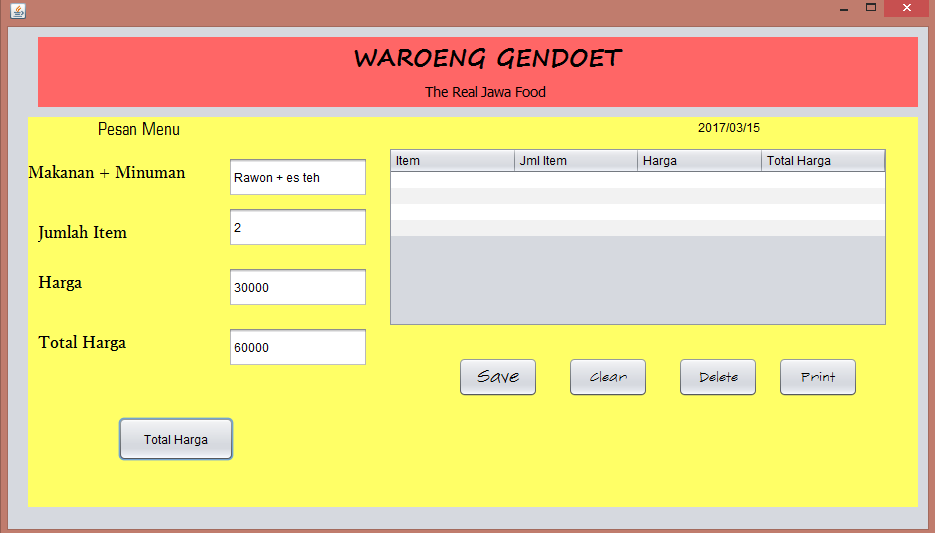 WAROENG GENDOET
The Real Jawa Food
Pesan Menu
2017/03/15
Makanan + Minuman
Rawon + es teh
Jumlah Item
2
Harga
30000
Total Harga
60000
Total Harga
Item Jml Item Harga Total Harga
Save Clear Delete Print